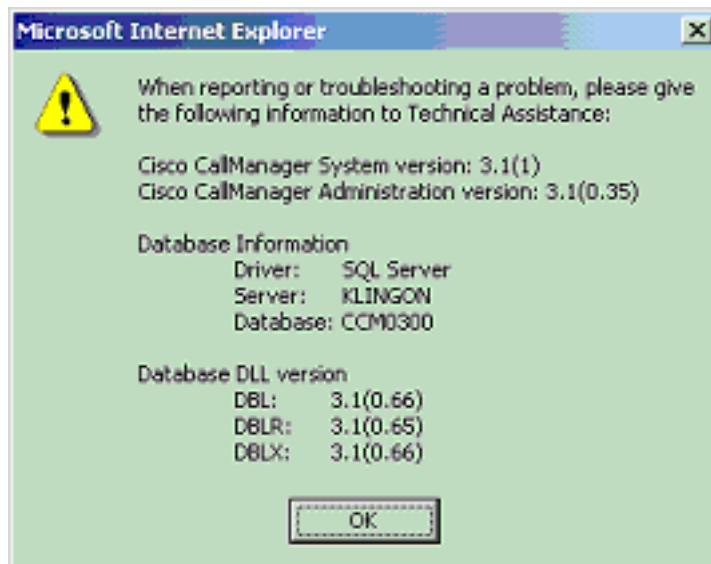 Microsoft Internet Explorer
When reporting or troubleshooting a problem, please give
the following information to Technical Assistance:
Cisco CallManager System version: 3.1(1)
Cisco CallManager Administration version: 3.1(0.35)
Database Information
Driver: SQL Server
Server: KLINGON
Database: CCM0300
Database DLL version
DBL: 3.1(0.66)
DBLR: 3.1(0.65)
DBLX: 3.1(0.66)
OK